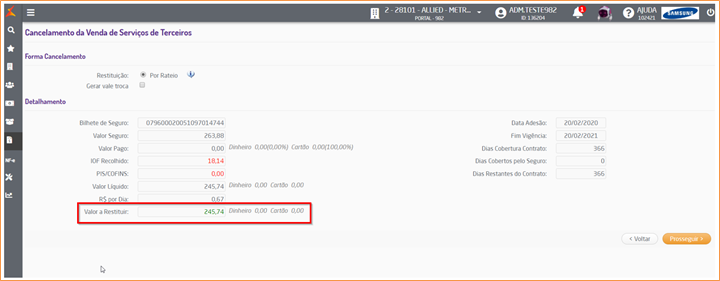 2 - 28101 - ALLIED - METR...
PORTAL - 982
ADM.TESTE982
ID: 136204
1
AJUDA
102421
SAMSUNG
Cancelamento da Venda de Serviços de Terceiros
Forma Cancelamento
Restituição: Por Rateio
Gerar vale troca
Detalhamento
Bilhete de Seguro: 079600020051097014744
Data Adesão: 20/02/2020
Valor Seguro: 263,88
Fim Vigência: 20/02/2021
Valor Pago: 0,00 Dinheiro 0,00(0,00%) Cartão 0,00(100,00%)
Dias Cobertura Contrato: 366
IOF Recolhido: 18,14
Dias Cobertos pelo Seguro: 0
PIS/COFINS: 0,00
Dias Restantes do Contrato: 366
Valor Líquido: 245,74 Dinheiro 0,00 Cartão 0,00
R$ por Dia: 0,67
Valor a Restituir: 245,74 Dinheiro 0,00 Cartão 0,00
Voltar
Prosseguir
NF-e